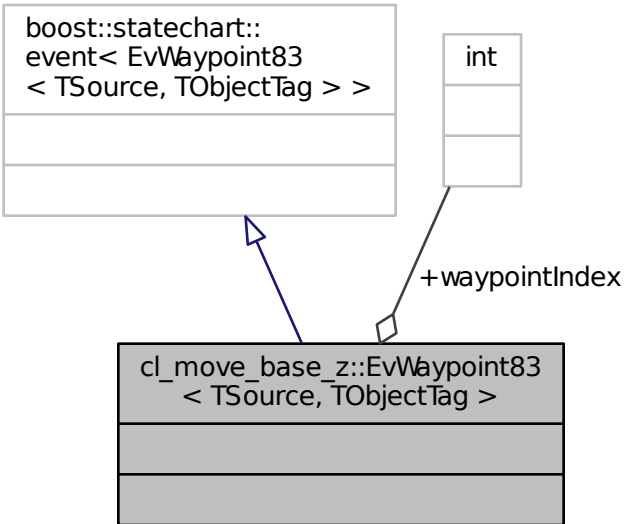 boost::statechart::
event< EvWaypoint83
< TSource, TObjectTag > >
int
+waypointIndex
cl_move_base_z::EvWaypoint83
< TSource, TObjectTag >